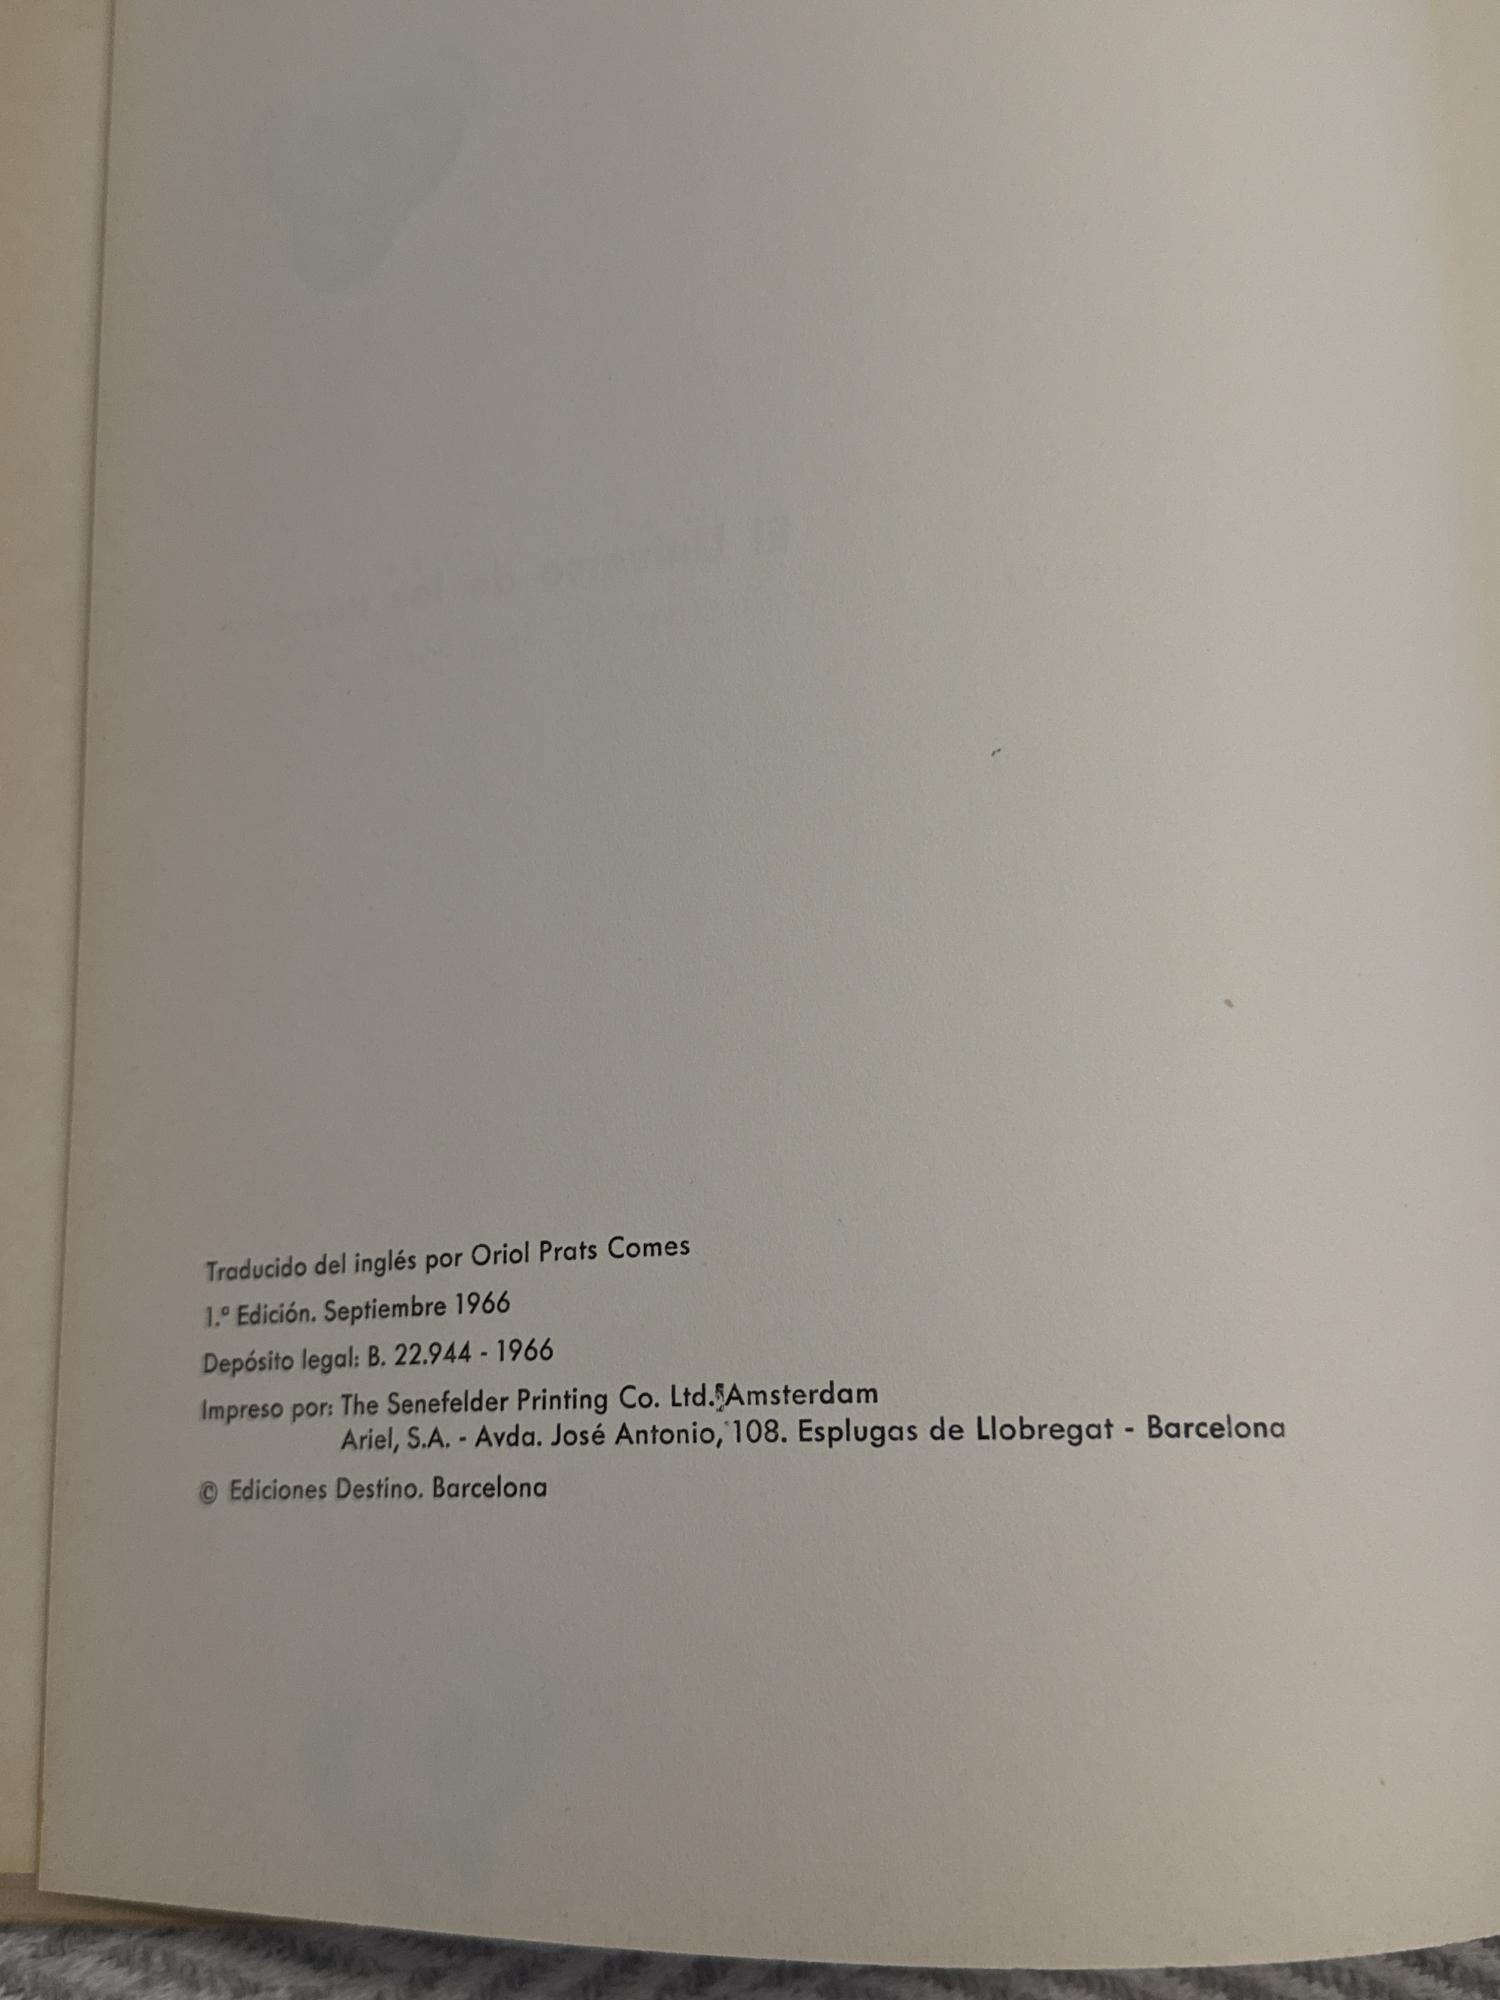 Traducido del inglés por Oriol Prats Comes
1.ª Edición. Septiembre 1966
Depósito legal: B. 22.944 - 1966
Impreso por: The Senefelder Printing Co. Ltd. Amsterdam
Ariel, S.A. - Avda. José Antonio, 108. Esplugas de Llobregat - Barcelona
© Ediciones Destino. Barcelona